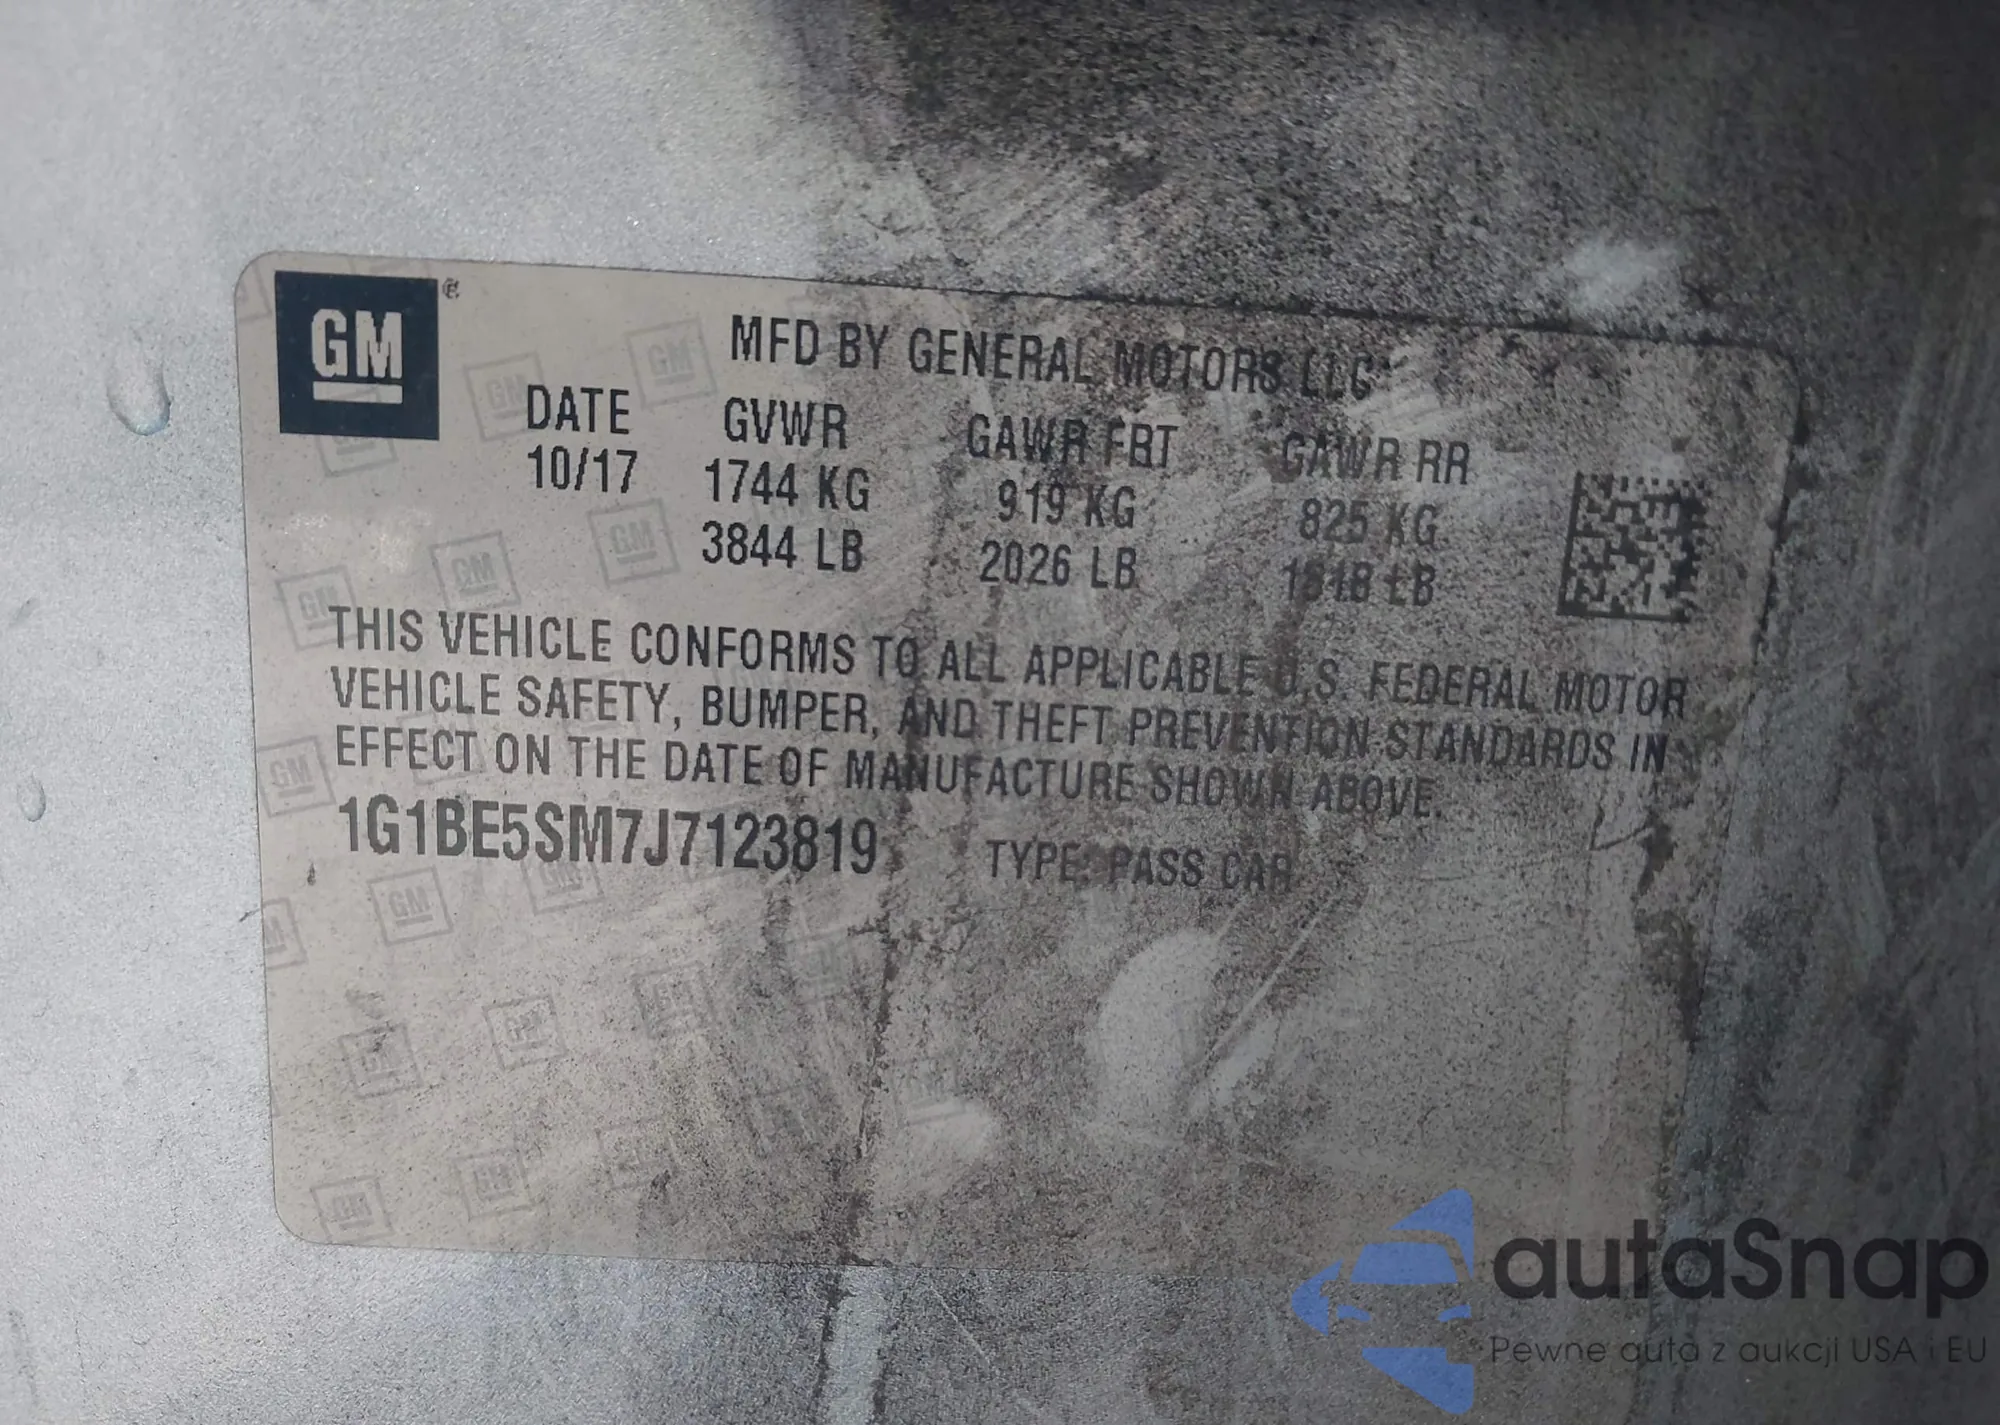 GM
MFD BY GENERAL MOTORS LLC
DATE GVWR GAWR FRT GAWR RR
10/17 1744 KG 919 KG 825 KG
3844 LB 2026 LB 1818 LB
THIS VEHICLE CONFORMS TO ALL APPLICABLE U.S. FEDERAL MOTOR
VEHICLE SAFETY, BUMPER, AND THEFT PREVENTION STANDARDS IN
EFFECT ON THE DATE OF MANUFACTURE SHOWN ABOVE.
1G1BE5SM7J7123819 TYPE: PASS CAR
autaSnap
Pewne auta z aukcji USA i EU